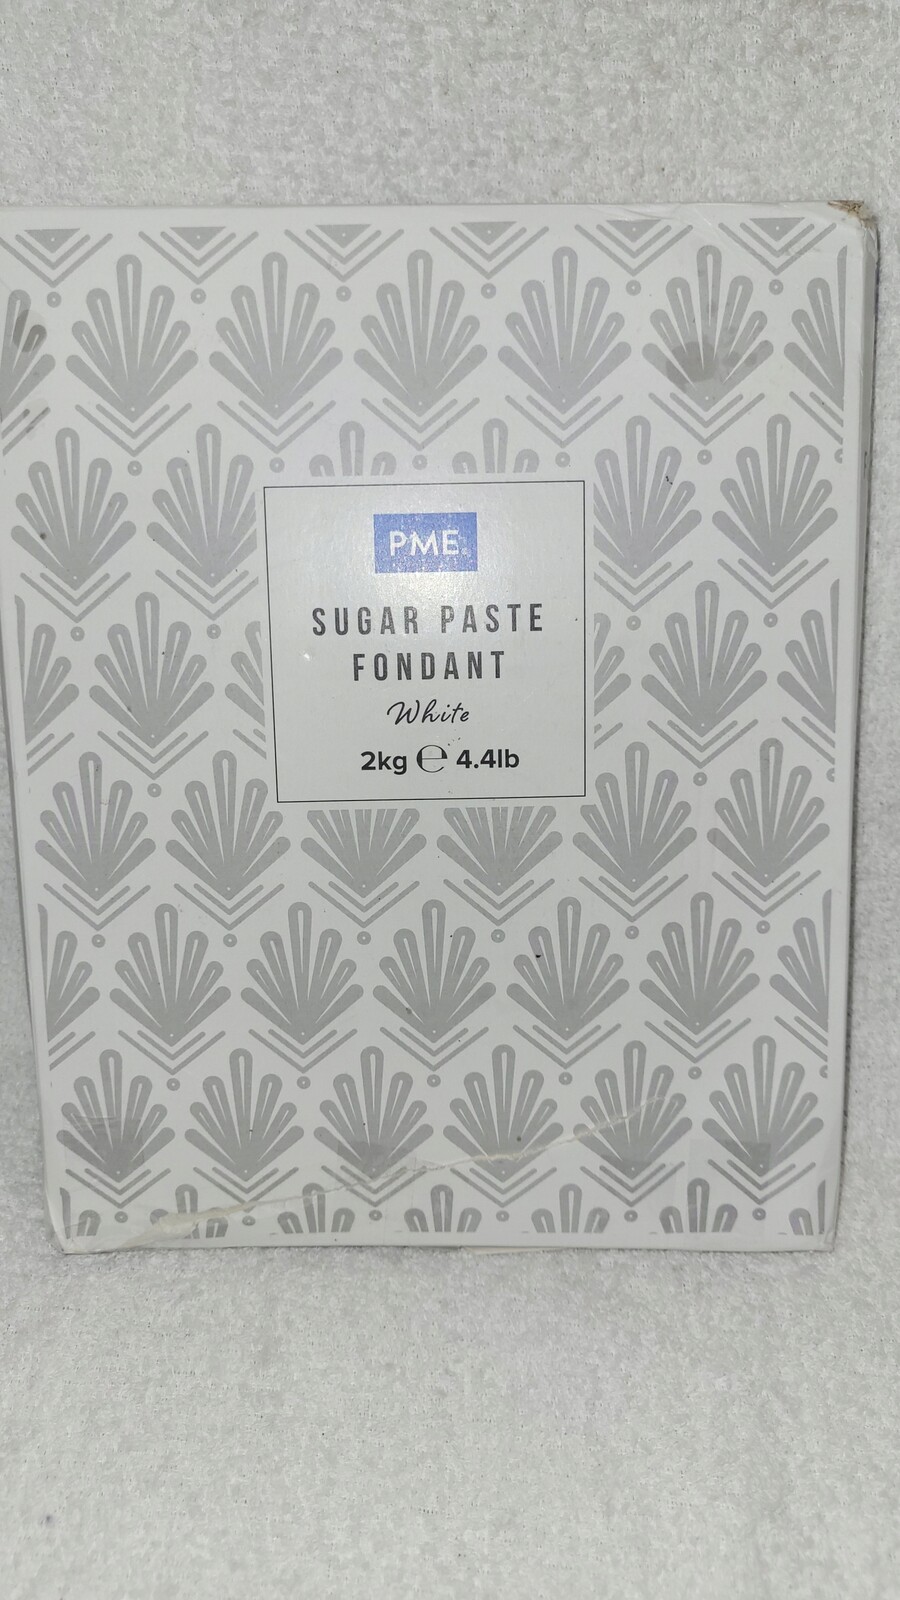 PME
SUGAR PASTE
FONDANT
White
2kg ℮ 4.4lb